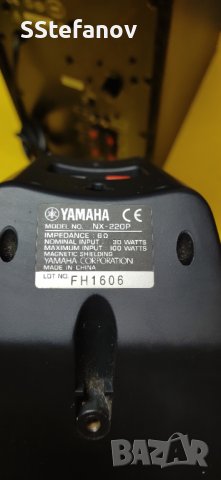 SStefanov
YAMAHA CE
MODEL NO. NX-220P
IMPEDANCE : 6Ω
NOMINAL INPUT : 30 WATTS
MAXIMUM INPUT : 100 WATTS
MAGNETIC SHIELDING
YAMAHA CORPORATION
MADE IN CHINA
LOT NO. FH1606
БАЗАР